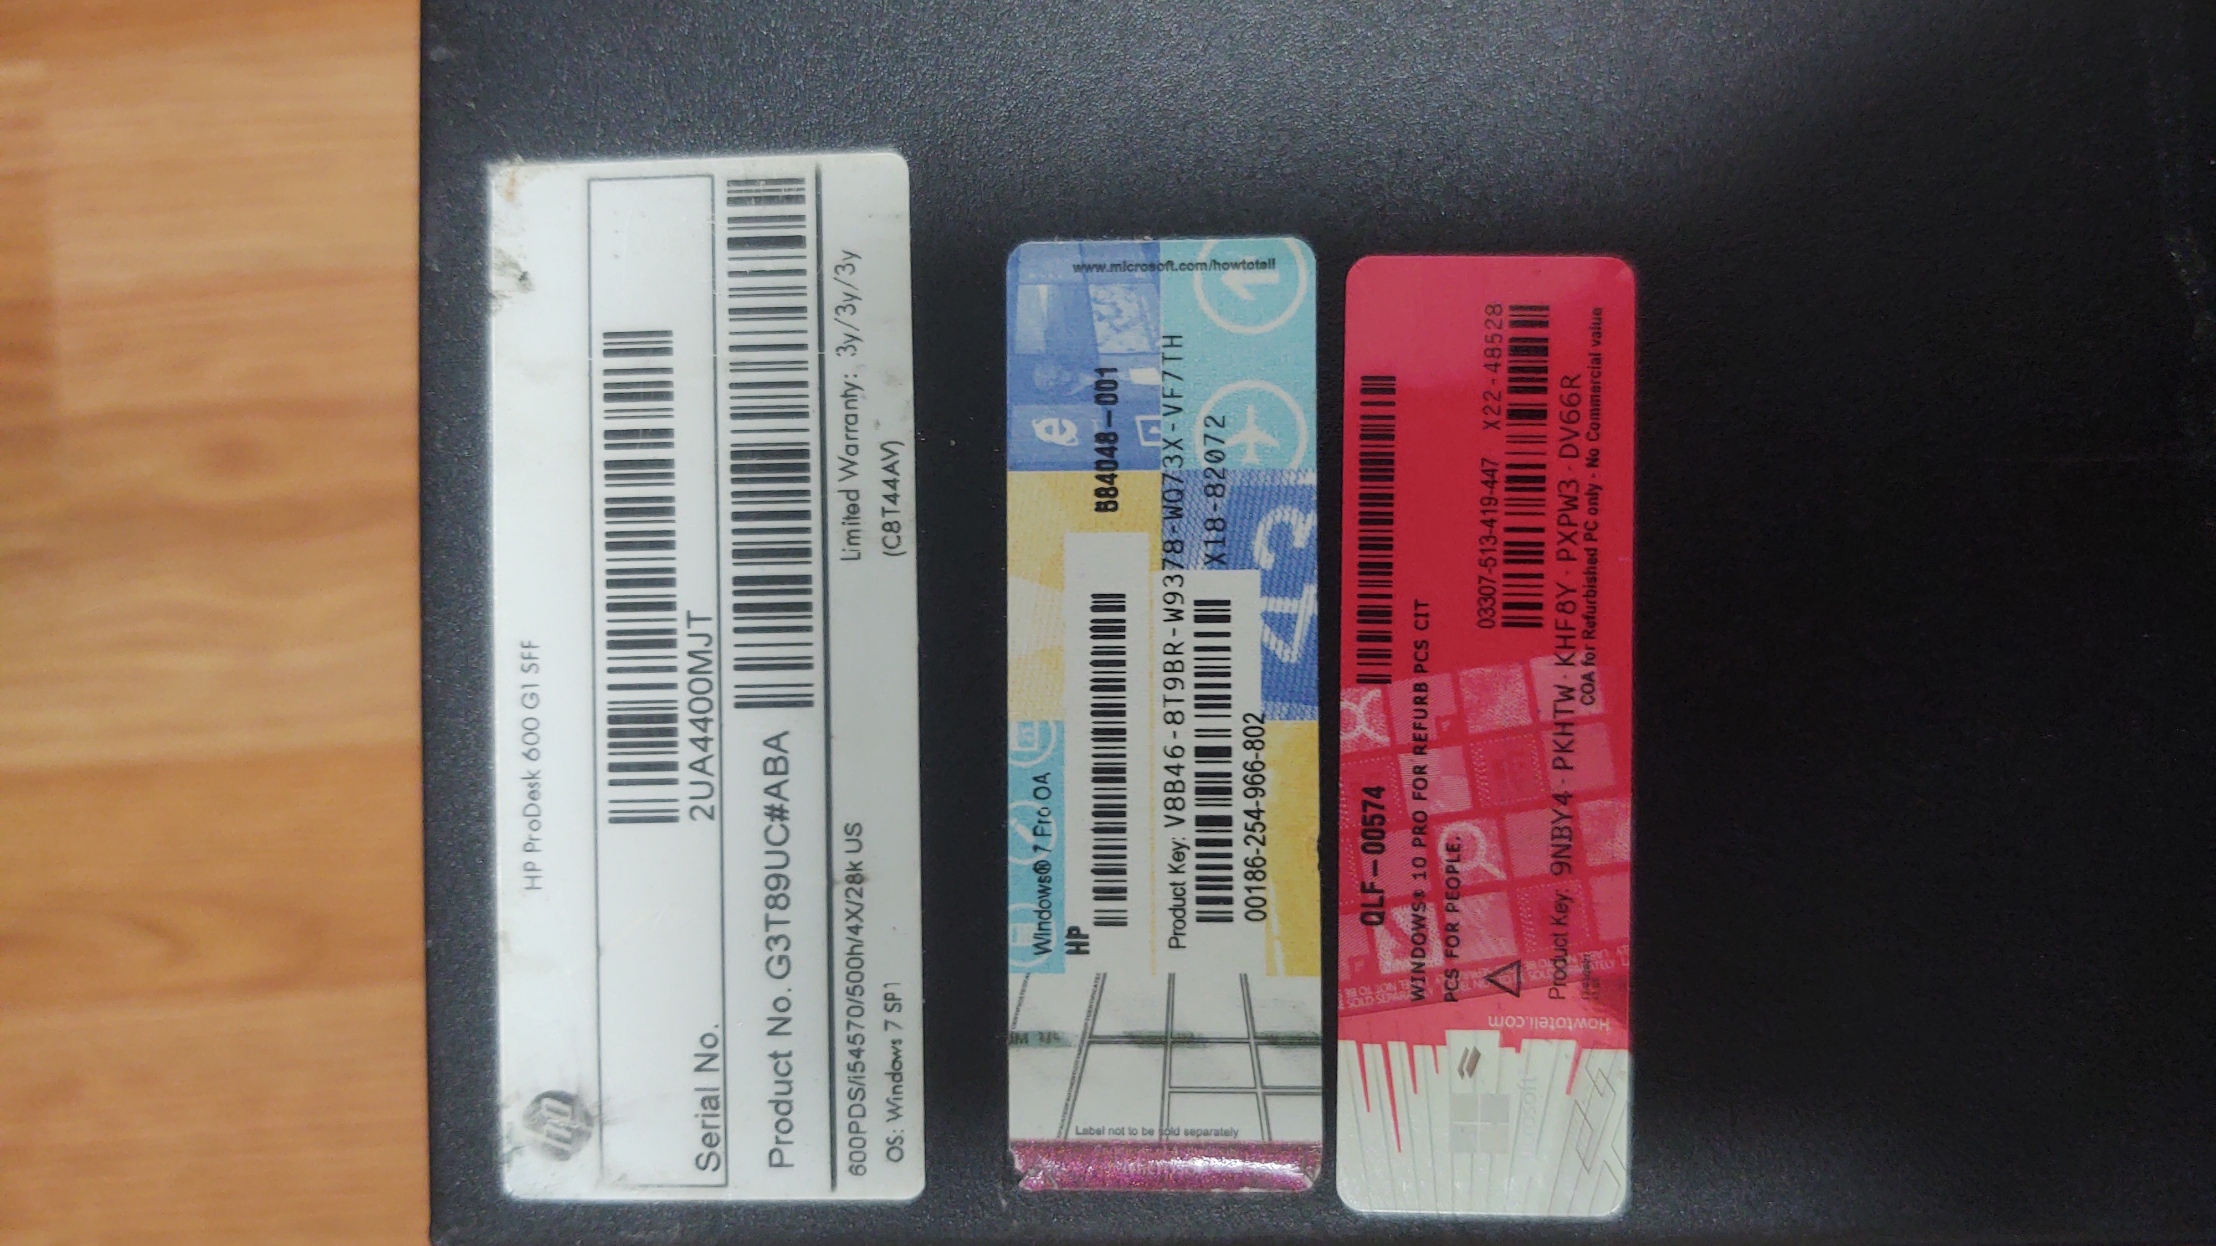 hp
HP ProDesk 600 G1 SFF
2UA4400MJT
Serial No.
Product No. G3T89UC#ABA
600PDS/i54570/500h/4X/28k US
Limited Warranty: 3y/3y/3y
OS: Windows 7 SP1
(C8T44AV)
www.microsoft.com/howtotell
Windows® 7 Pro OA
HP
B84048-001
Product Key: V8B46-8T9BR-W9378-WQ73X-VF7TH
X18-82072
00186-254-966-802
Label not to be sold separately
QLF-00574
WINDOWS® 10 PRO FOR REFURB PCS CIT
PCS FOR PEOPLE.
03307-513-419-447 X22-48528
Product Key: 9NBY4-PKHTW-KHF8Y-PXPW3-DV66R
COA for Refurbished PC only - No Commercial value
Howtotell.com